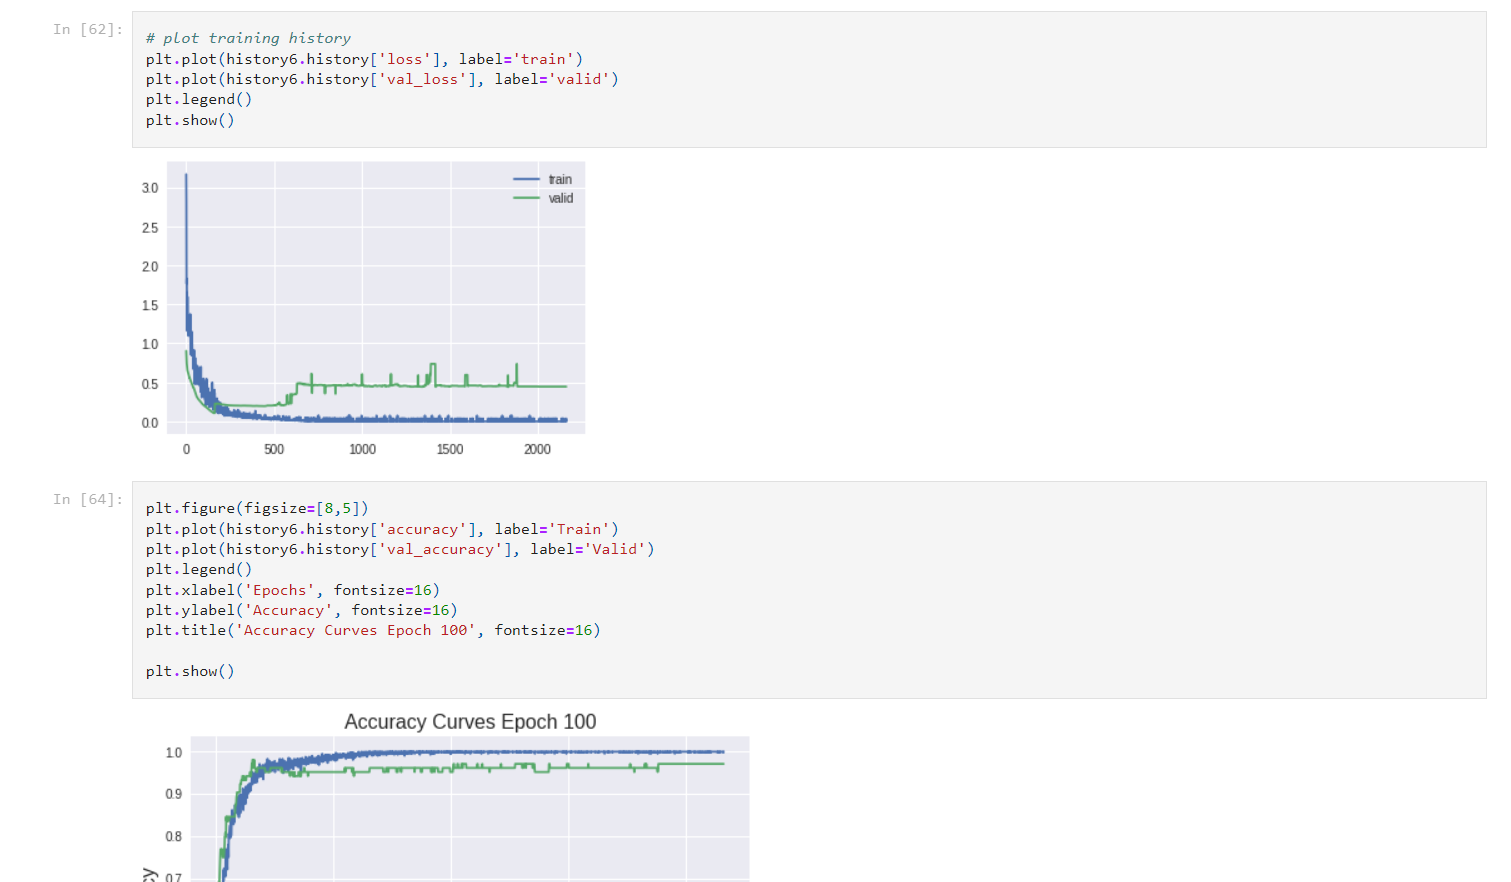 In [62]:
# plot training history
plt.plot(history6.history['loss'], label='train')
plt.plot(history6.history['val_loss'], label='valid')
plt.legend()
plt.show()
train
valid
3.0
2.5
2.0
1.5
1.0
0.5
0.0
0 500 1000 1500 2000
In [64]:
plt.figure(figsize=[8,5])
plt.plot(history6.history['accuracy'], label='Train')
plt.plot(history6.history['val_accuracy'], label='Valid')
plt.legend()
plt.xlabel('Epochs', fontsize=16)
plt.ylabel('Accuracy', fontsize=16)
plt.title('Accuracy Curves Epoch 100', fontsize=16)
plt.show()
Accuracy Curves Epoch 100
1.0
0.9
0.8
0.7